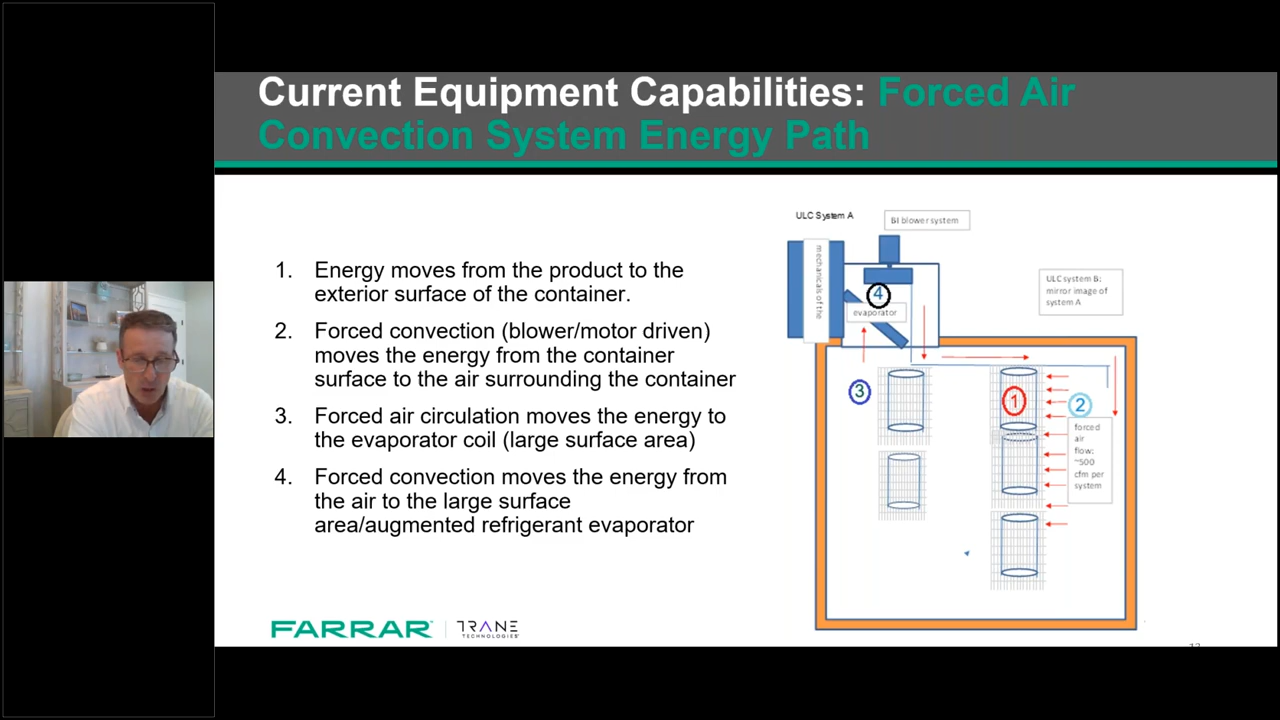 Current Equipment Capabilities: Forced Air
Convection System Energy Path
1. Energy moves from the product to the
exterior surface of the container.
2. Forced convection (blower/motor driven)
moves the energy from the container
surface to the air surrounding the container
3. Forced air circulation moves the energy to
the evaporator coil (large surface area)
4. Forced convection moves the energy from
the air to the large surface
area/augmented refrigerant evaporator
ULC System A
BI blower system
mechanicals of the
4
evaporator
ULC system B;
mirror image of
system A
3
1
2
forced
air
flow;
~500
cfm per
system
FARRAR
TRANE
TECHNOLOGIES